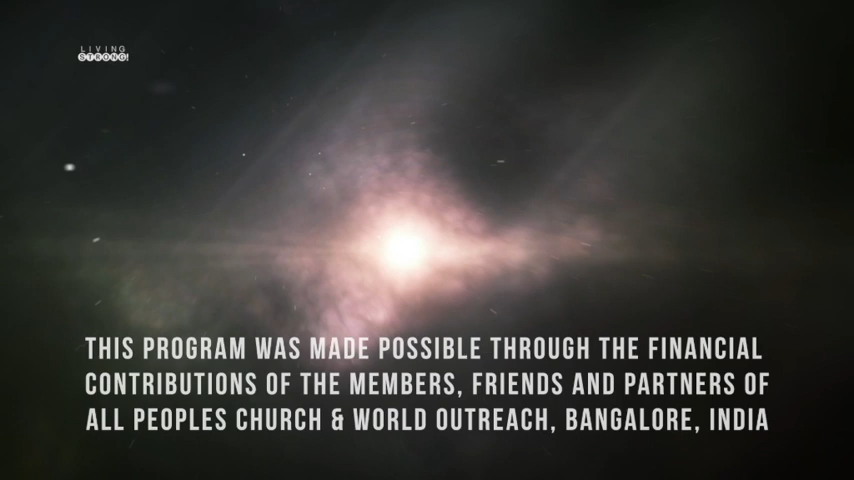 LIVING
STRONG!
THIS PROGRAM WAS MADE POSSIBLE THROUGH THE FINANCIAL
CONTRIBUTIONS OF THE MEMBERS, FRIENDS AND PARTNERS OF
ALL PEOPLES CHURCH & WORLD OUTREACH, BANGALORE, INDIA